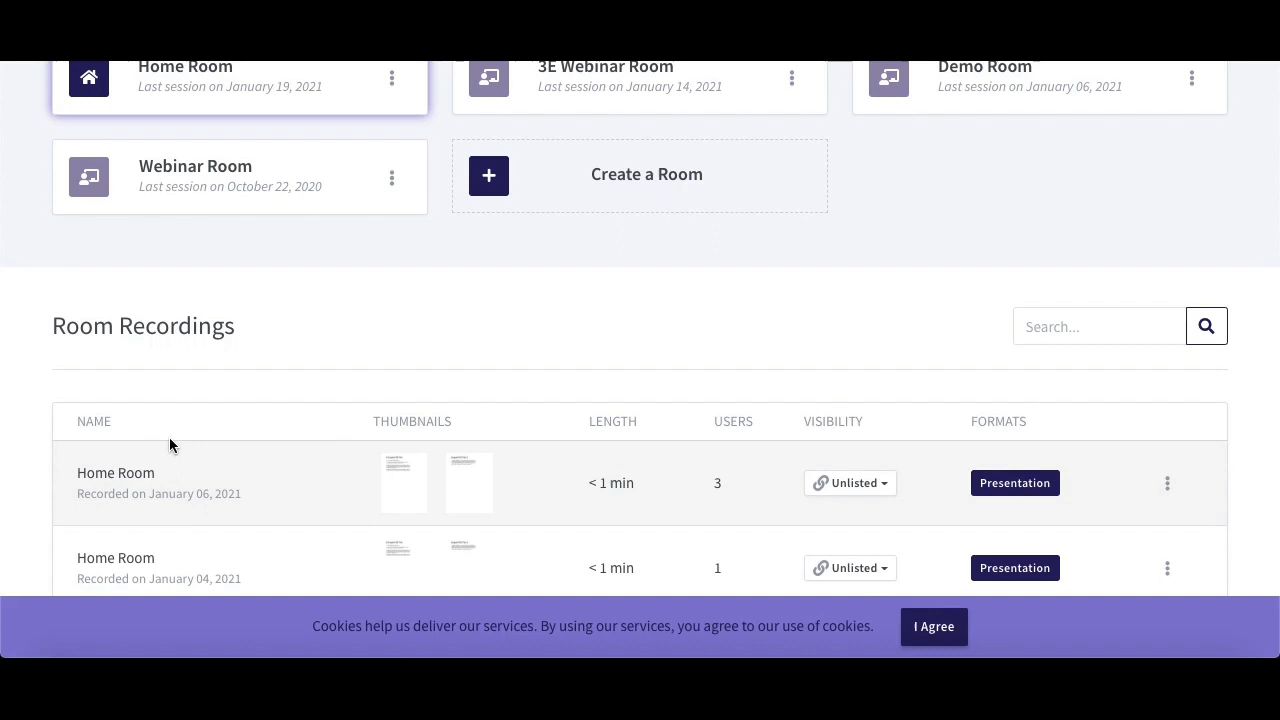 Home Room
Last session on January 19, 2021
3E Webinar Room
Last session on January 14, 2021
Demo Room
Last session on January 06, 2021
Webinar Room
Last session on October 22, 2020
Create a Room
Room Recordings
Search...
NAME THUMBNAILS LENGTH USERS VISIBILITY FORMATS
Home Room
Recorded on January 06, 2021
< 1 min 3 Unlisted Presentation
Home Room
Recorded on January 04, 2021
< 1 min 1 Unlisted Presentation
Cookies help us deliver our services. By using our services, you agree to our use of cookies. I Agree